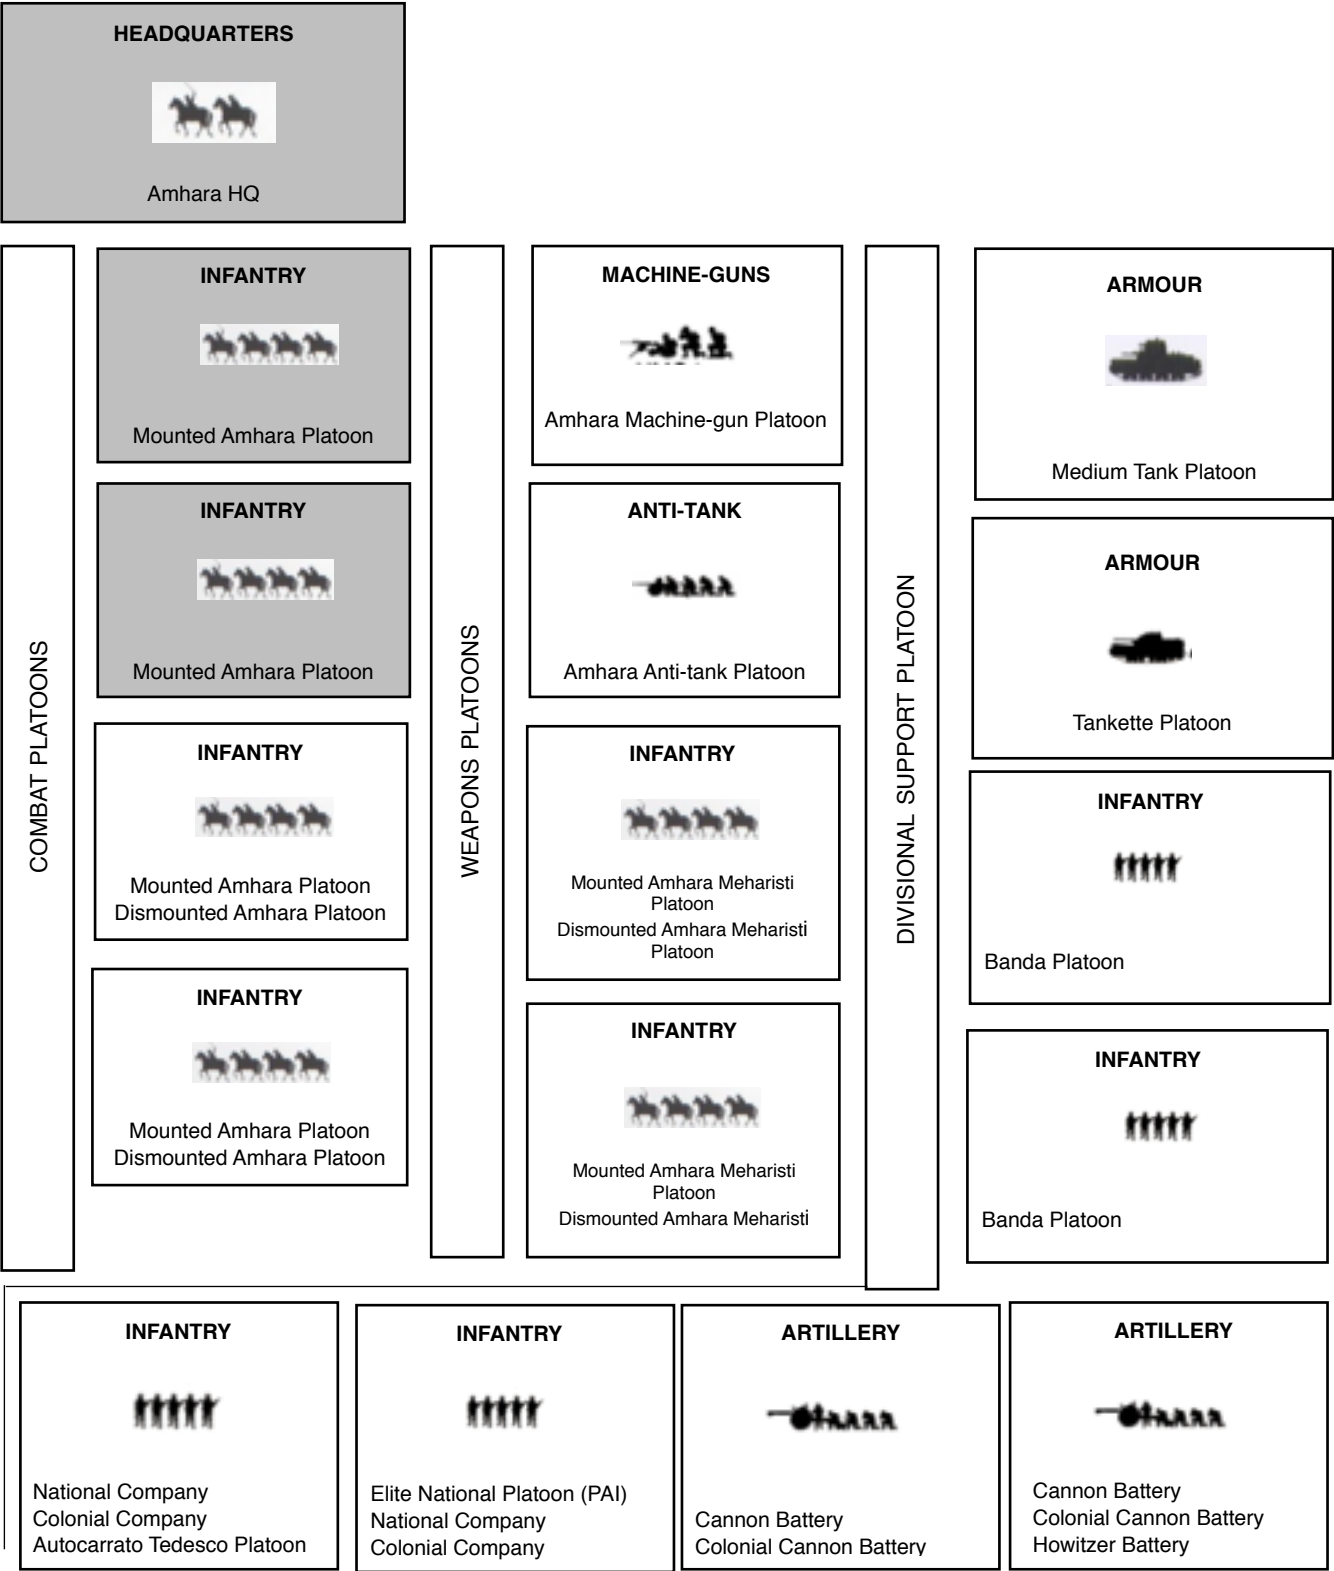 HEADQUARTERS
Amhara HQ
COMBAT PLATOONS
INFANTRY
Mounted Amhara Platoon
INFANTRY
Mounted Amhara Platoon
INFANTRY
Mounted Amhara Platoon
Dismounted Amhara Platoon
INFANTRY
Mounted Amhara Platoon
Dismounted Amhara Platoon
WEAPONS PLATOONS
MACHINE-GUNS
Amhara Machine-gun Platoon
ANTI-TANK
Amhara Anti-tank Platoon
INFANTRY
Mounted Amhara Meharisti
Platoon
Dismounted Amhara Meharisti
Platoon
INFANTRY
Mounted Amhara Meharisti
Platoon
Dismounted Amhara Meharisti
DIVISIONAL SUPPORT PLATOON
ARMOUR
Medium Tank Platoon
ARMOUR
Tankette Platoon
INFANTRY
Banda Platoon
INFANTRY
Banda Platoon
INFANTRY
National Company
Colonial Company
Autocarrato Tedesco Platoon
INFANTRY
Elite National Platoon (PAI)
National Company
Colonial Company
ARTILLERY
Cannon Battery
Colonial Cannon Battery
ARTILLERY
Cannon Battery
Colonial Cannon Battery
Howitzer Battery